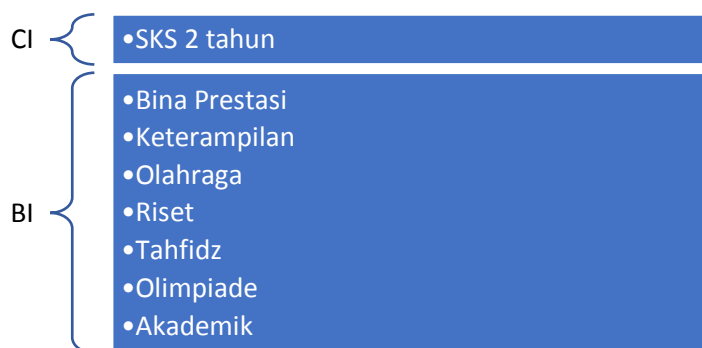 CI
•SKS 2 tahun
BI
•Bina Prestasi
•Keterampilan
•Olahraga
•Riset
•Tahfidz
•Olimpiade
•Akademik